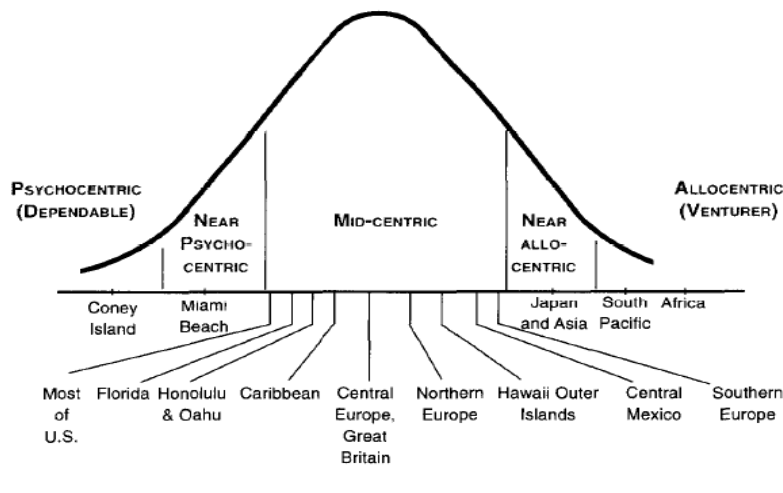 PSYCHOCENTRIC
(DEPENDABLE)
NEAR
PSYCHO-
CENTRIC
MID-CENTRIC
NEAR
ALLO-
CENTRIC
ALLOCENTRIC
(VENTURER)
Coney
Island
Miami
Beach
Japan
and Asia
South
Pacific
Africa
Most
of
U.S.
Florida
Honolulu
& Oahu
Caribbean
Central
Europe,
Great
Britain
Northern
Europe
Hawaii Outer
Islands
Central
Mexico
Southern
Europe